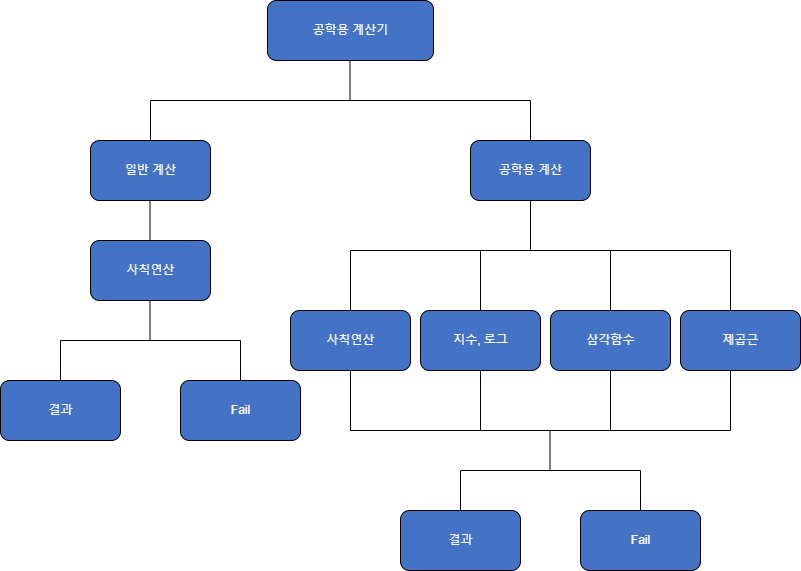 공학용 계산기
일반 계산
공학용 계산
사칙연산
사칙연산
지수, 로그
삼각함수
제곱근
결과
Fail
결과
Fail